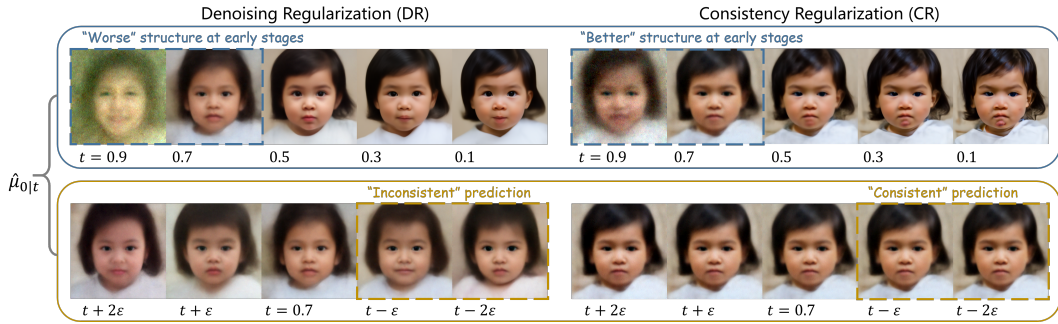 Denoising Regularization (DR)
Consistency Regularization (CR)
"Worse" structure at early stages
"Better" structure at early stages
t = 0.9 0.7 0.5 0.3 0.1
t = 0.9 0.7 0.5 0.3 0.1
μ̂₀|ₜ
"Inconsistent" prediction
"Consistent" prediction
t + 2ε t + ε t = 0.7 t − ε t − 2ε
t + 2ε t + ε t = 0.7 t − ε t − 2ε